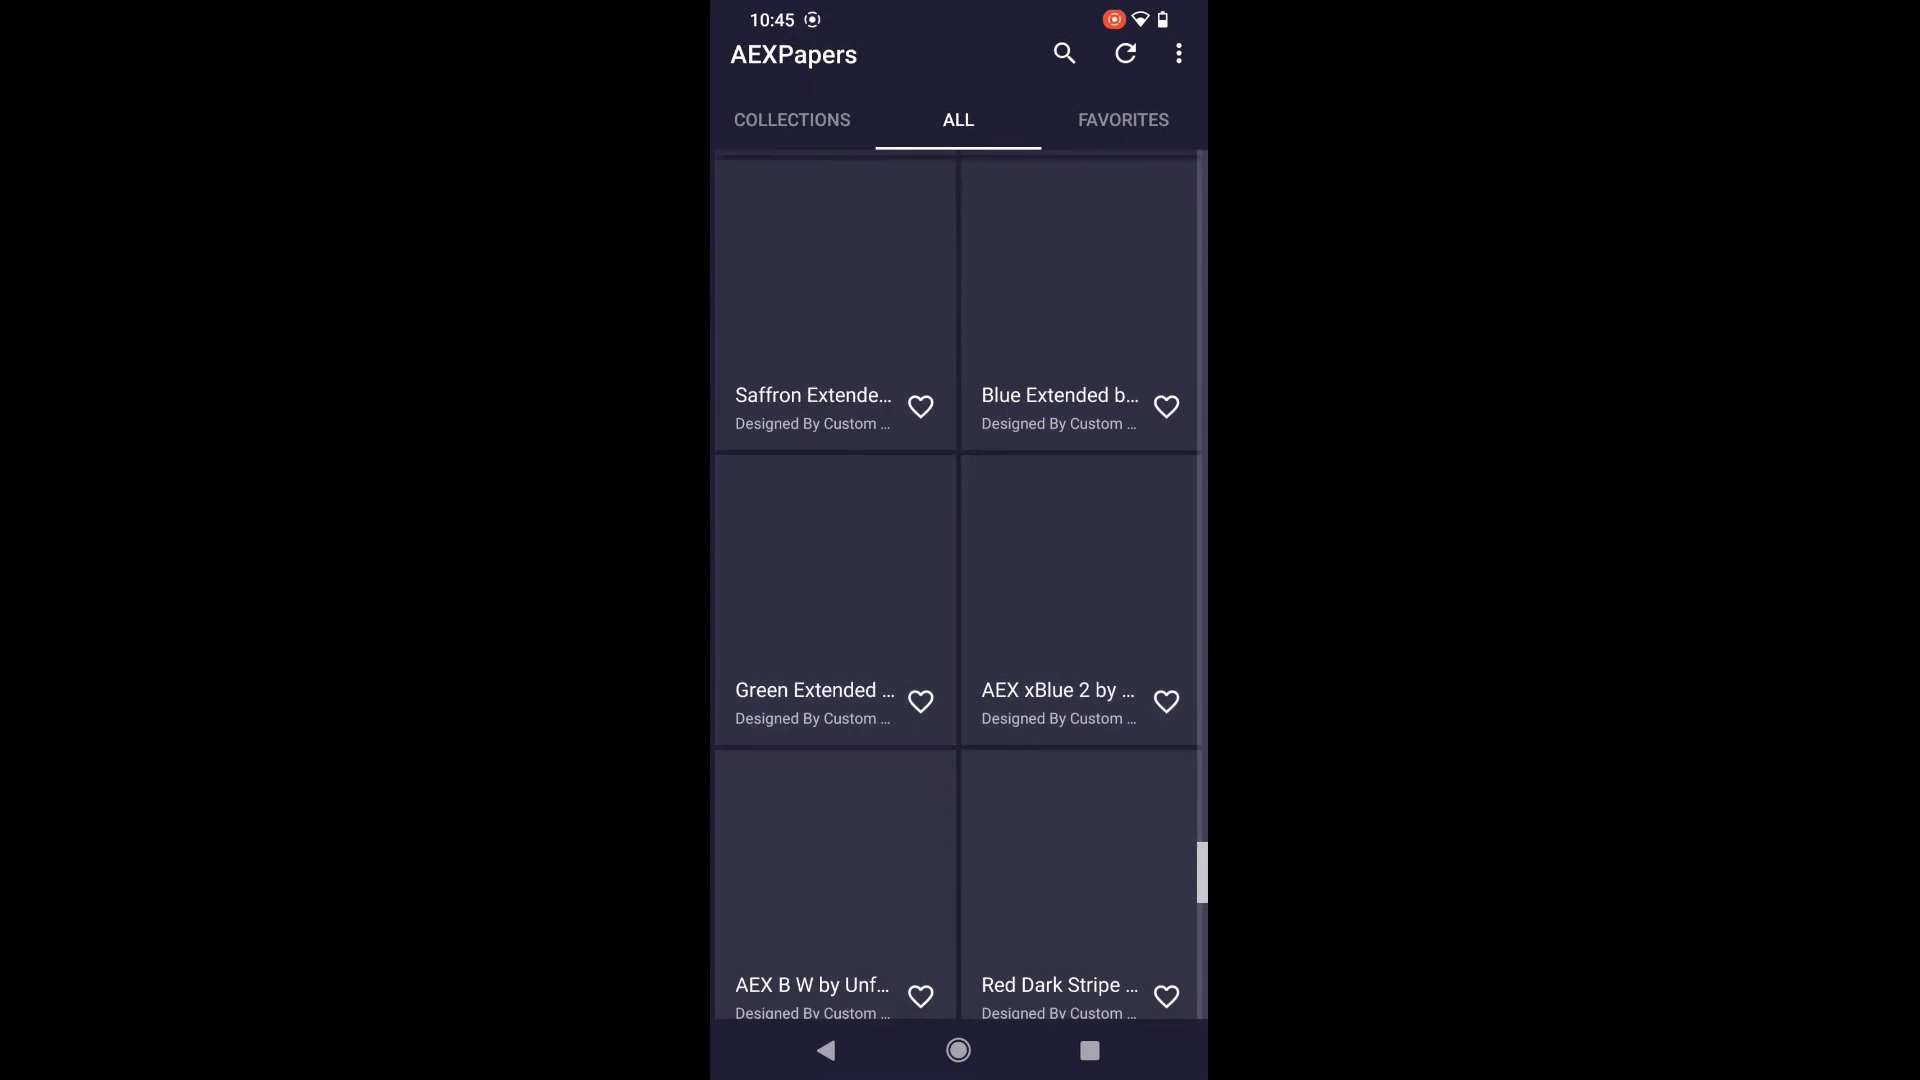 10:45
AEXPapers
COLLECTIONS ALL FAVORITES
Saffron Extende...
Designed By Custom ...
Blue Extended b...
Designed By Custom ...
Green Extended ...
Designed By Custom ...
AEX xBlue 2 by ...
Designed By Custom ...
AEX B W by Unf...
Designed By Custom ...
Red Dark Stripe ...
Designed By Custom ...